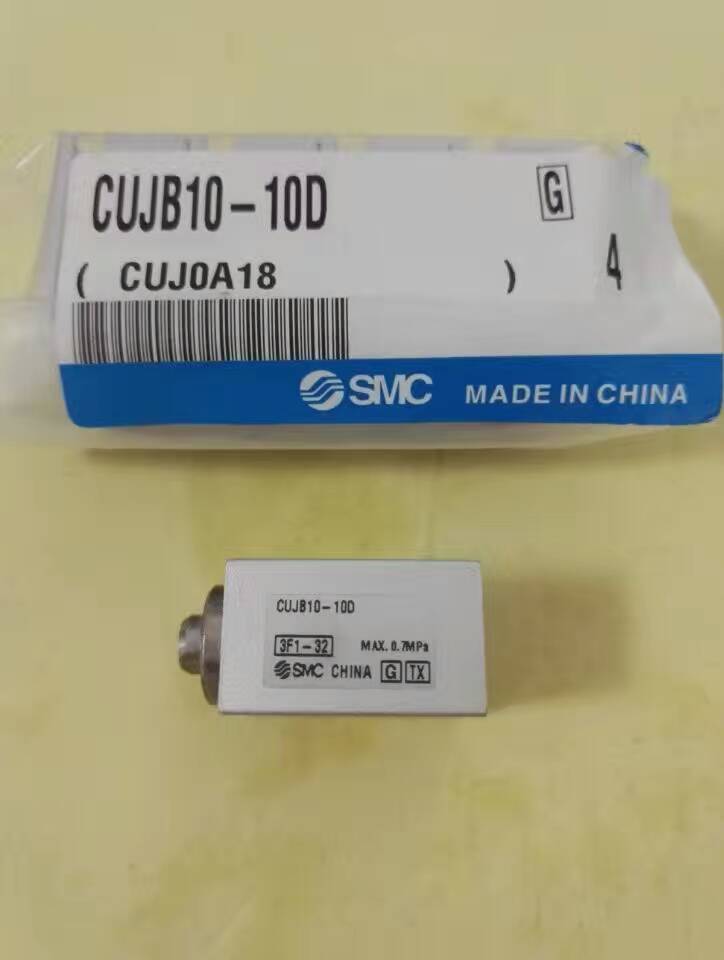 CUJB10-10D
G
( CUJ0A18 )
4
SMC MADE IN CHINA
CUJB10-10D
3F1-32 MAX. 0.7MPa
SMC CHINA G TX